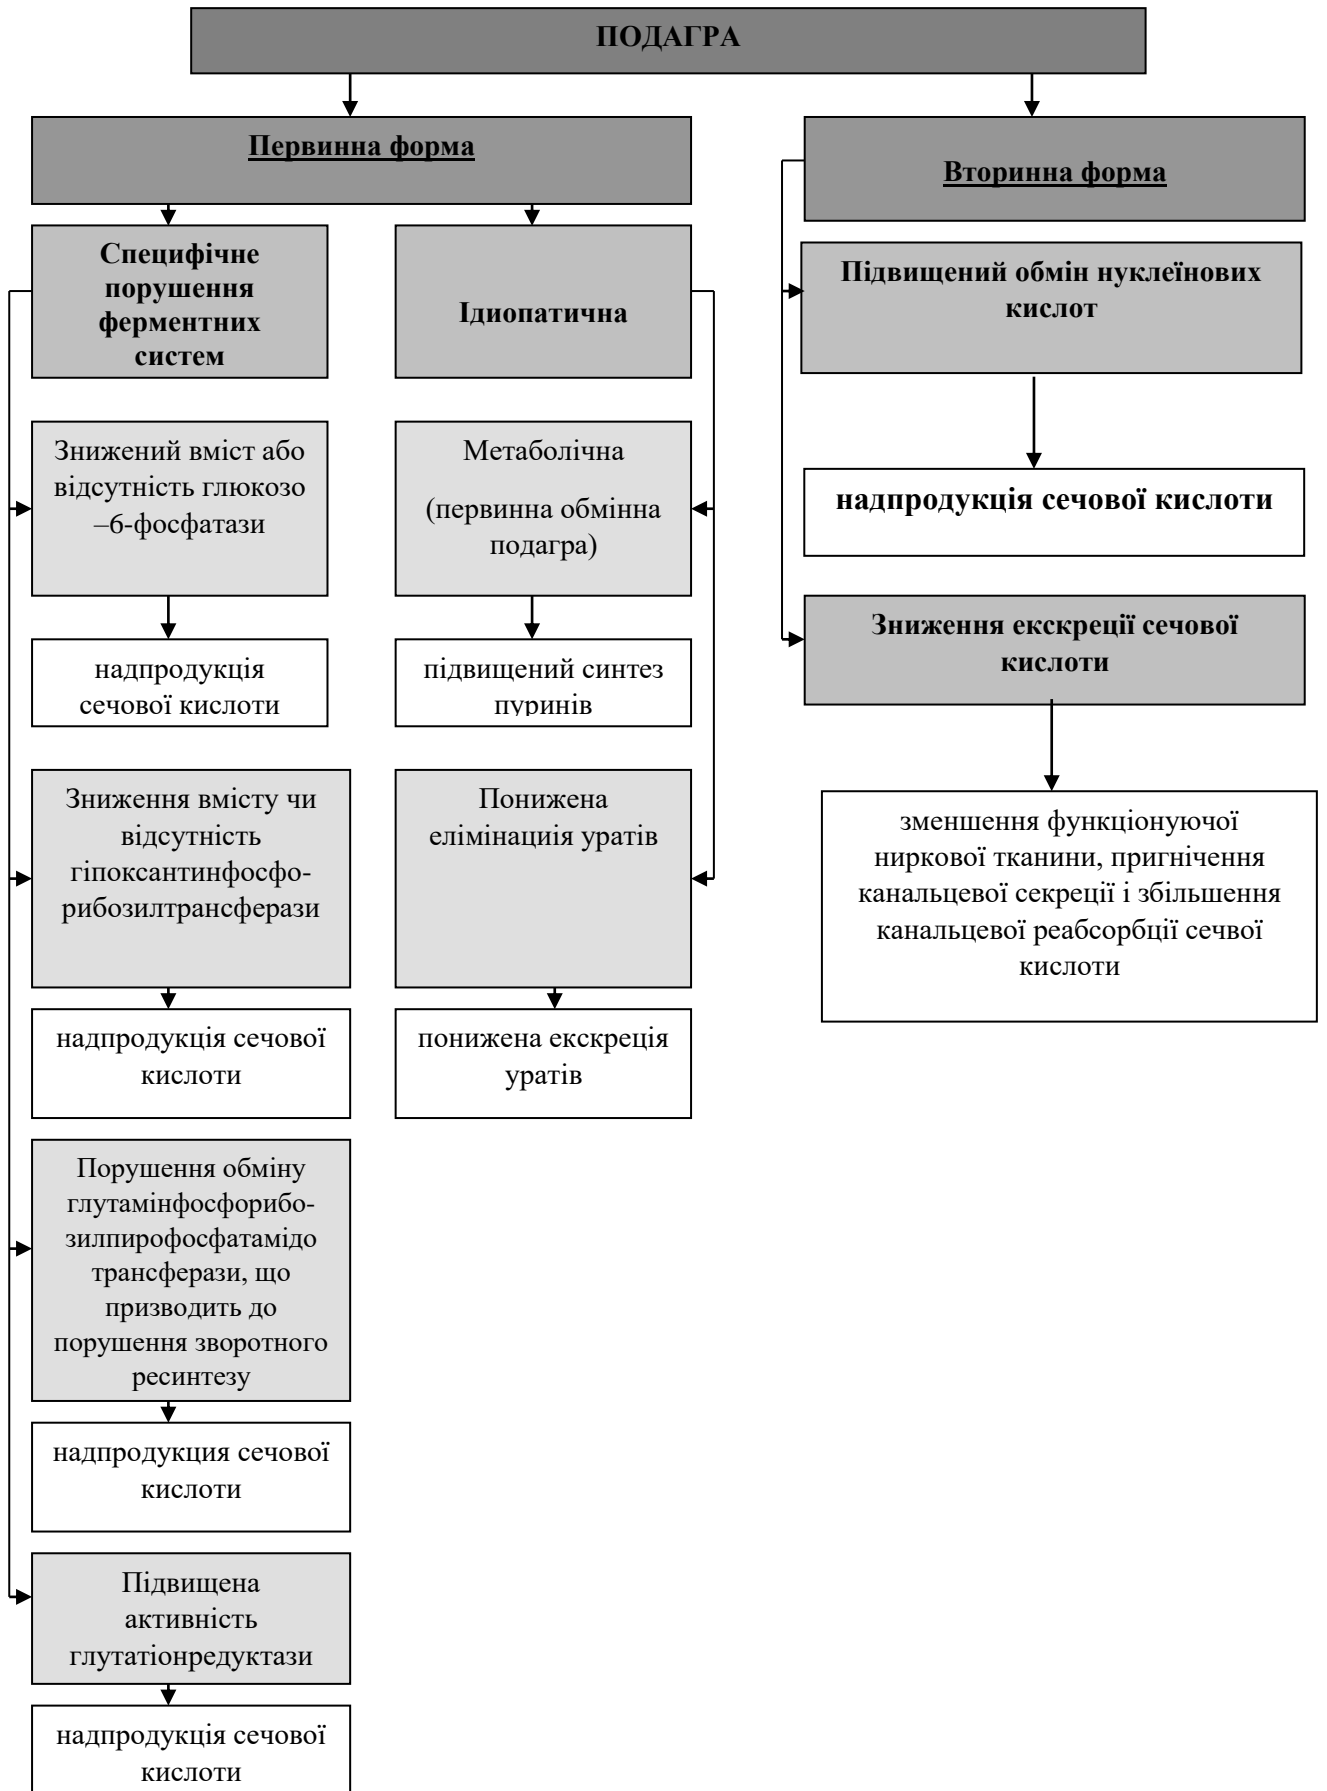 ПОДАГРА
Первинна форма
Специфічне
порушення
ферментних
систем
Знижений вміст або
відсутність глюкозо
–6-фосфатази
надпродукція
сечової кислоти
Зниження вмісту чи
відсутність
гіпоксантинфосфо-
рибозилтрансферази
надпродукція сечової
кислоти
Порушення обміну
глутамінфосфорибо-
зилпирофосфатамідо
трансферази, що
призводить до
порушення зворотного
ресинтезу
надпродукция сечової
кислоти
Підвищена
активність
глутатіонредуктази
надпродукція сечової
кислоти
Ідиопатична
Метаболічна
(первинна обмінна
подагра)
підвищений синтез
пуринів
Понижена
елімінациія уратів
понижена екскреція
уратів
Вторинна форма
Підвищений обмін нуклеїнових
кислот
надпродукція сечової кислоти
Зниження екскреції сечової
кислоти
зменшення функціонуючої
ниркової тканини, пригнічення
канальцевої секреції і збільшення
канальцевої реабсорбції сечвої
кислоти